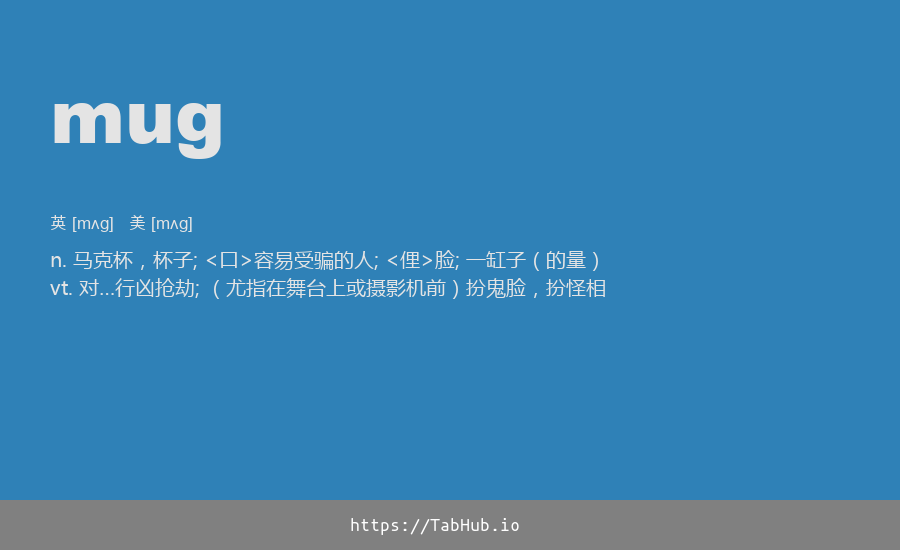 mug
英 [mʌg] 美 [mʌg]
n. 马克杯，杯子; <口>容易受骗的人; <俚>脸; 一缸子（的量）
vt. 对…行凶抢劫; （尤指在舞台上或摄影机前）扮鬼脸，扮怪相
https://TabHub.io